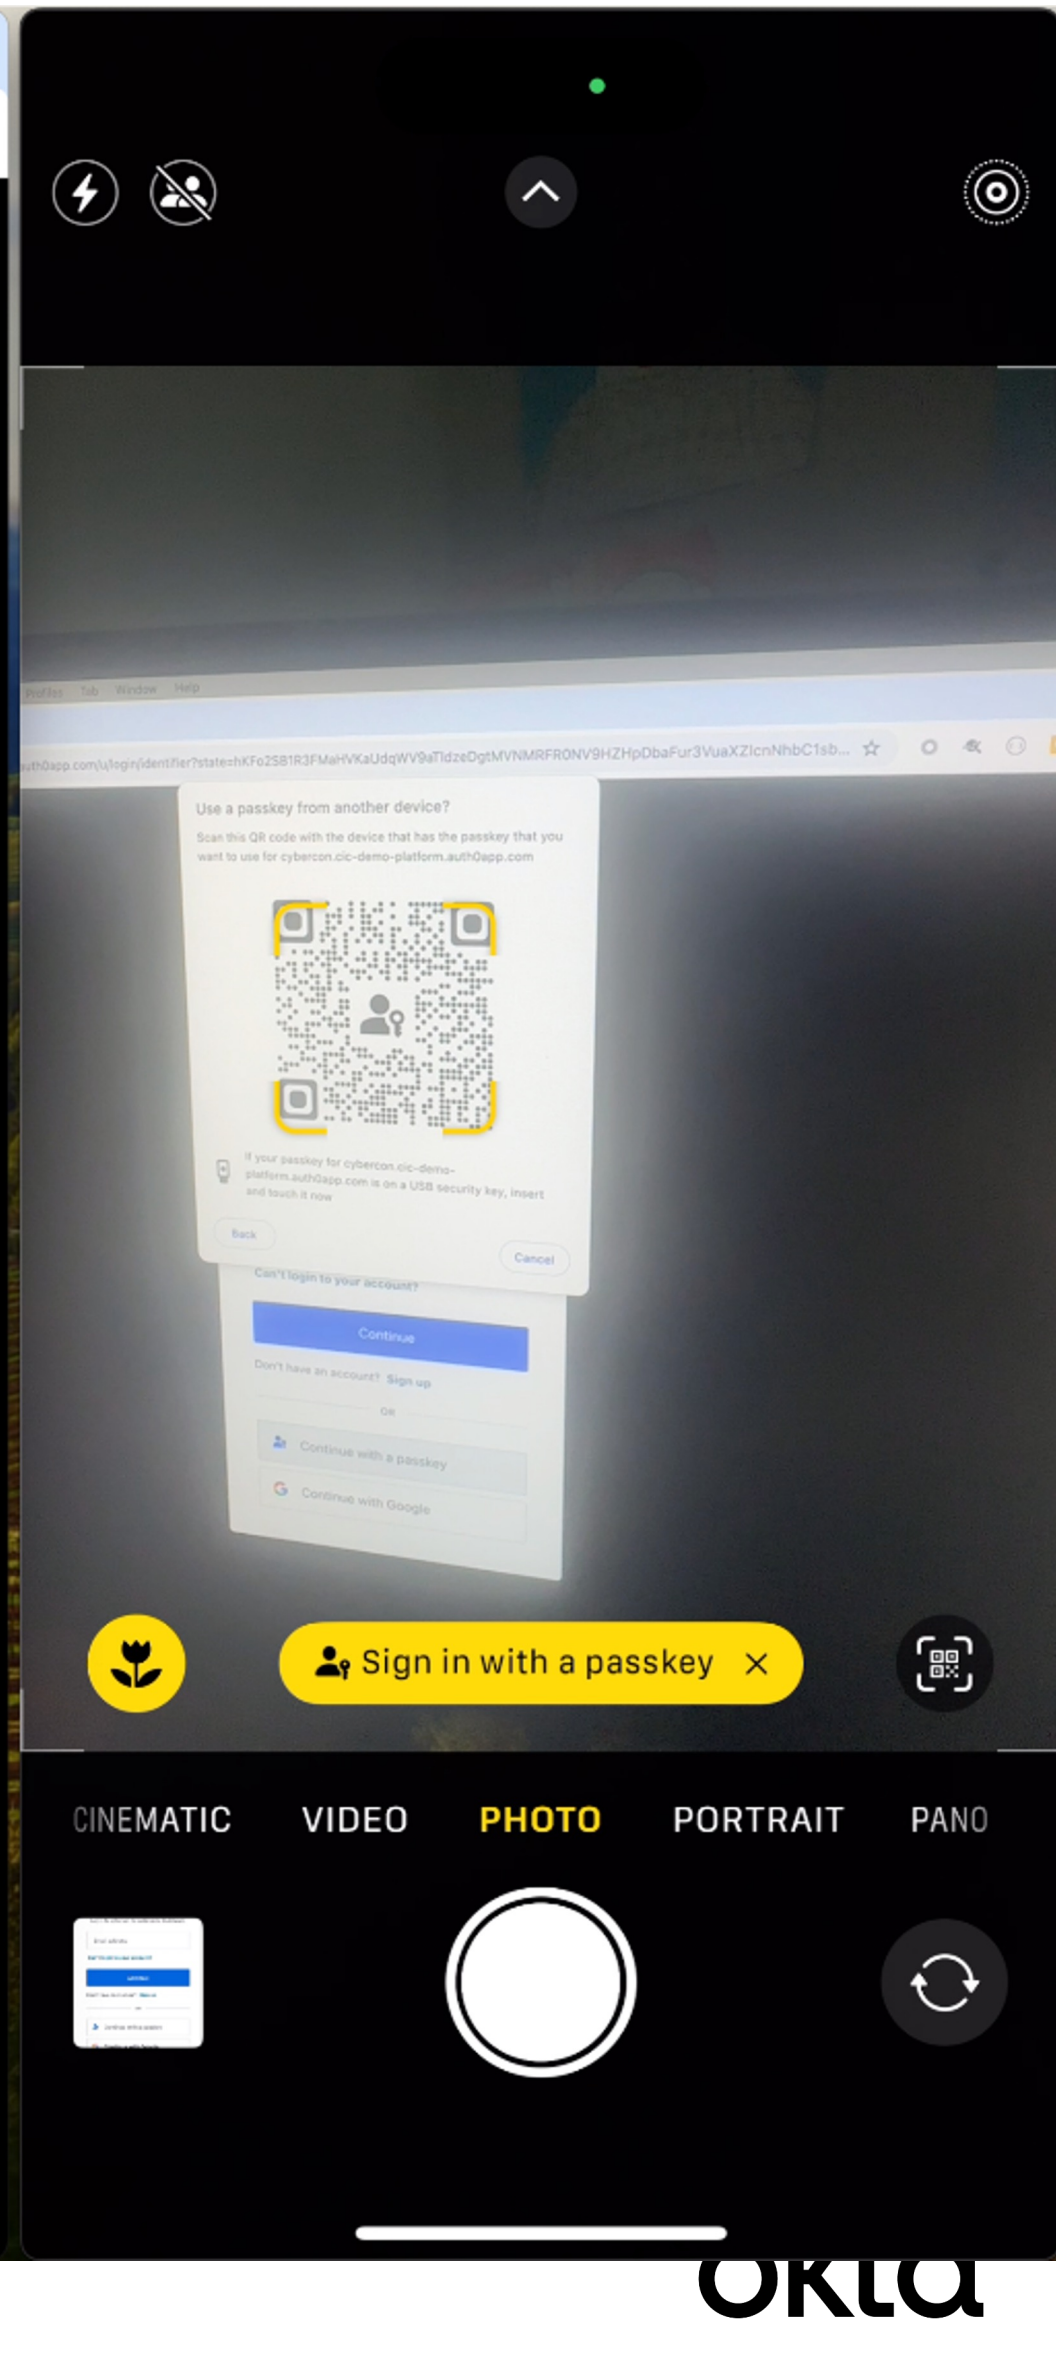 Profiles Tab Window Help
Use a passkey from another device?
Scan this QR code with the device that has the passkey that you
want to use for cybercon.cic-demo-platform.auth0app.com
If your passkey for cybercon.cic-demo-
platform.auth0app.com is on a USB security key, insert
and touch it now
Back
Cancel
Can't login to your account?
Continue
Don't have an account? Sign up
OR
Continue with a passkey
Continue with Google
Sign in with a passkey
CINEMATIC VIDEO PHOTO PORTRAIT PANO
okta